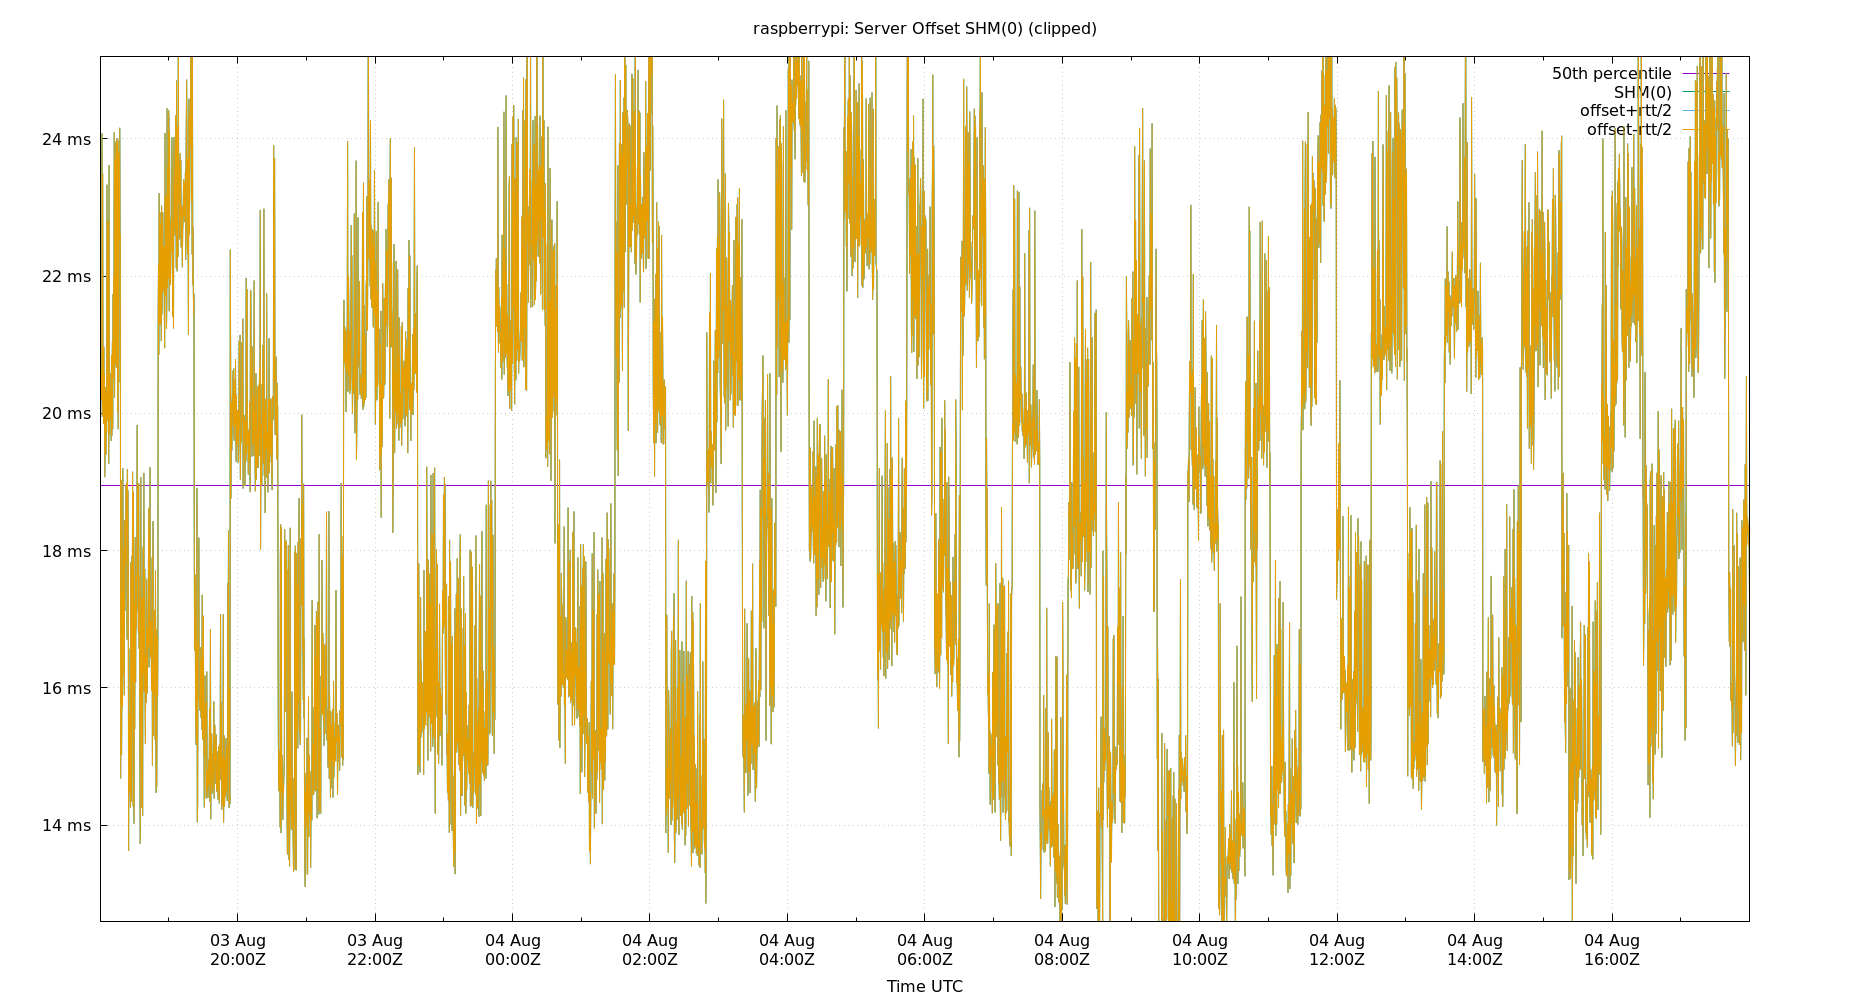 raspberrypi: Server Offset SHM(0) (clipped)
50th percentile
SHM(0)
offset+rtt/2
offset-rtt/2
24 ms
22 ms
20 ms
18 ms
16 ms
14 ms
03 Aug 03 Aug 04 Aug 04 Aug 04 Aug 04 Aug 04 Aug 04 Aug 04 Aug 04 Aug 04 Aug
20:00Z 22:00Z 00:00Z 02:00Z 04:00Z 06:00Z 08:00Z 10:00Z 12:00Z 14:00Z 16:00Z
Time UTC